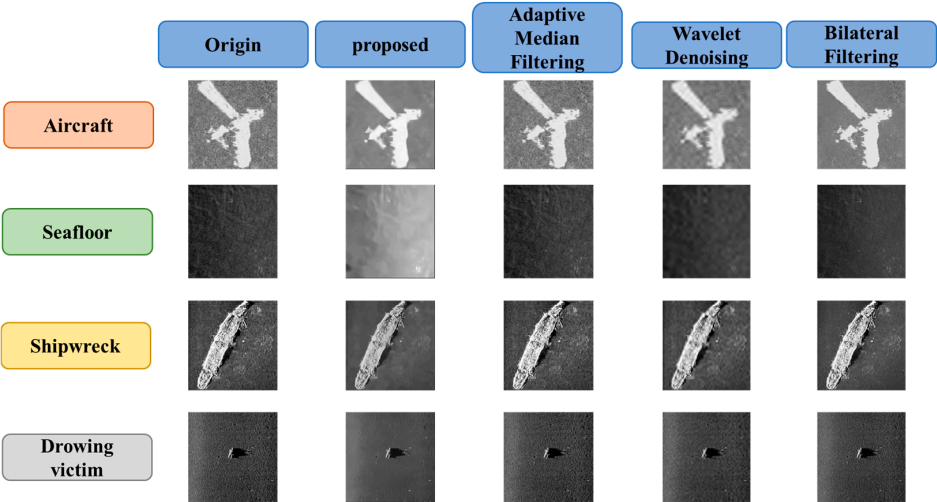 Origin
proposed
Adaptive
Median
Filtering
Wavelet
Denoising
Bilateral
Filtering
Aircraft
Seafloor
Shipwreck
Drowing
victim